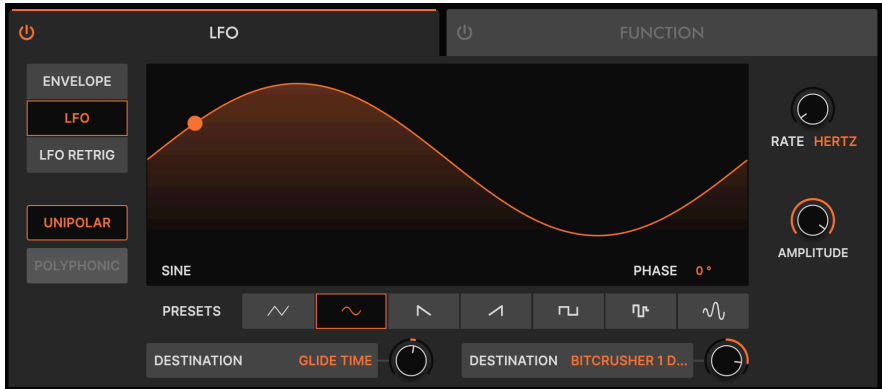 LFO
FUNCTION
ENVELOPE
LFO
LFO RETRIG
UNIPOLAR
POLYPHONIC
SINE
PHASE 0°
RATE HERTZ
AMPLITUDE
PRESETS
DESTINATION GLIDE TIME
DESTINATION BITCRUSHER 1 D...